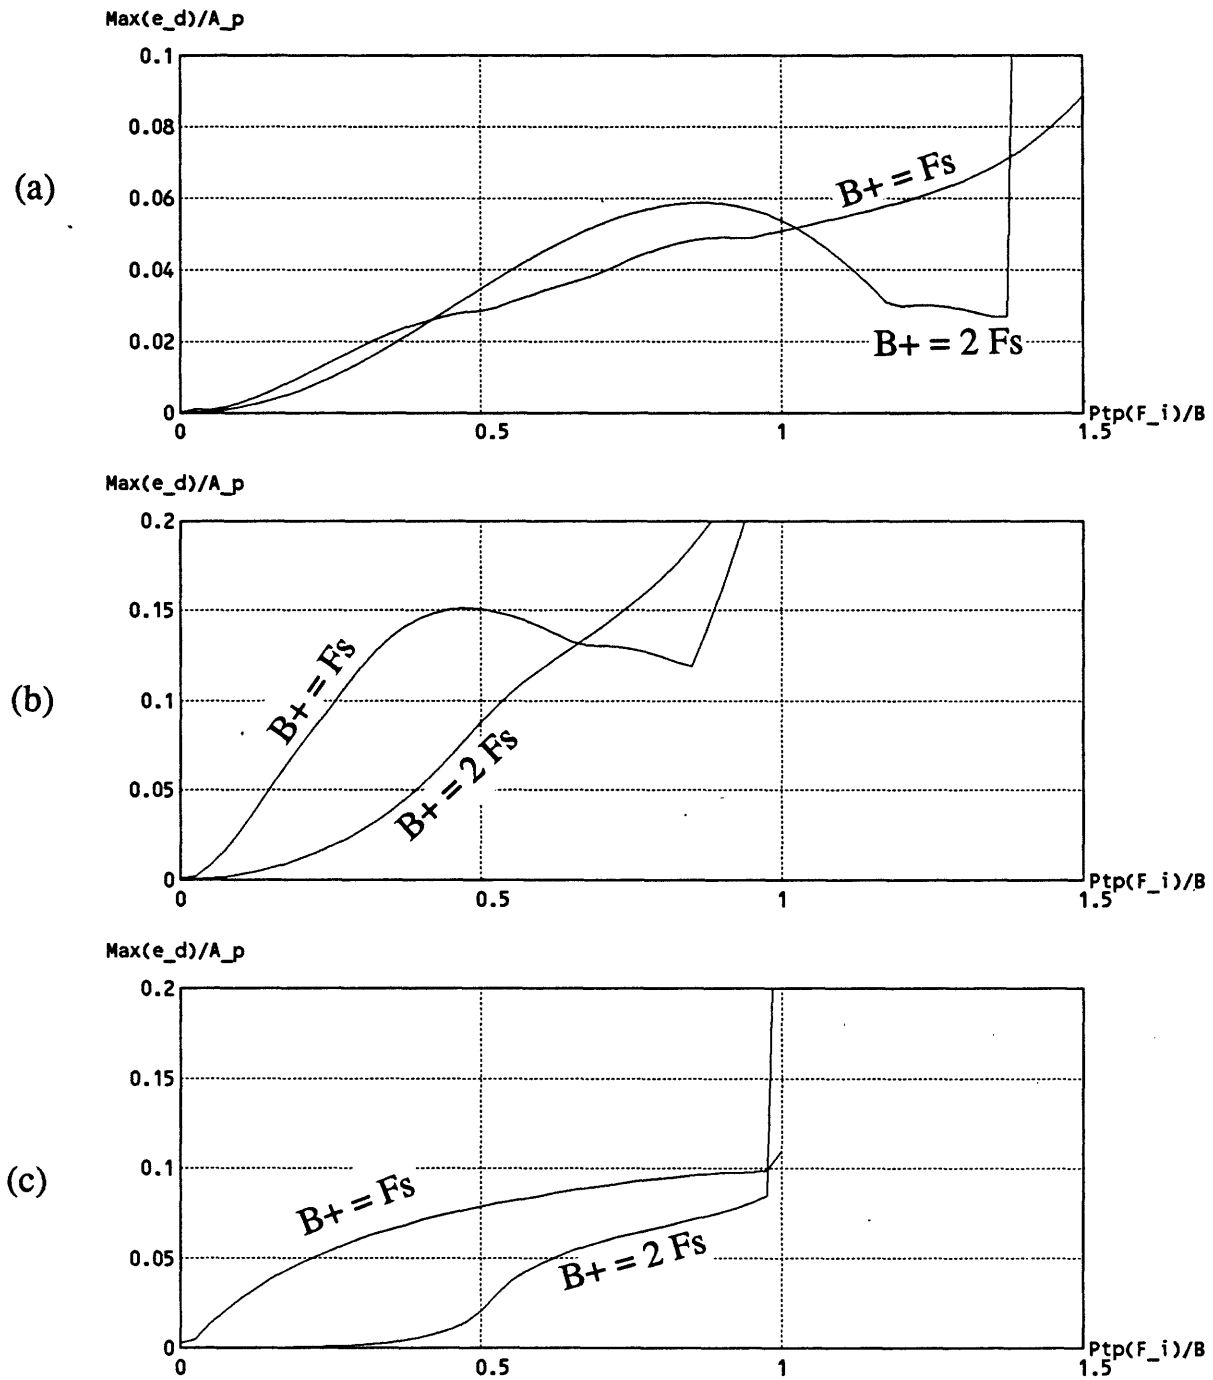 Max(e_d)/A_p
0.1
0.08
(a)
B+ = Fs
0.06
0.04
B+ = 2 Fs
0.02
0
Ptp(F_i)/B
0 0.5 1 1.5
Max(e_d)/A_p
0.2
0.15
B+ = Fs
(b)
0.1
B+ = 2 Fs
0.05
0
Ptp(F_i)/B
0 0.5 1 1.5
Max(e_d)/A_p
0.2
0.15
0.1
(c)
B+ = Fs
0.05
B+ = 2 Fs
0
Ptp(F_i)/B
0 0.5 1 1.5